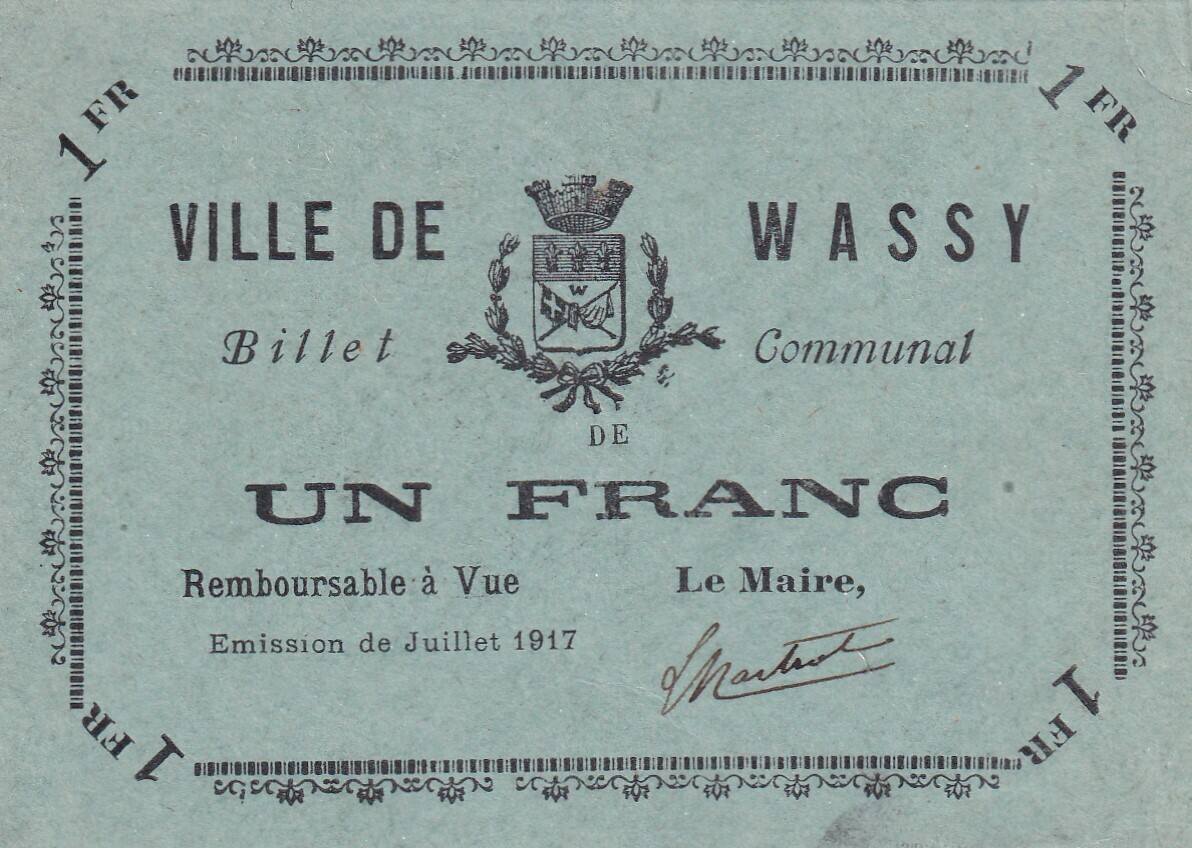 1 FR
1 FR
VILLE DE WASSY
W
Billet Communal
DE
UN FRANC
Remboursable à Vue
Le Maire,
Emission de Juillet 1917
1 FR
1 FR